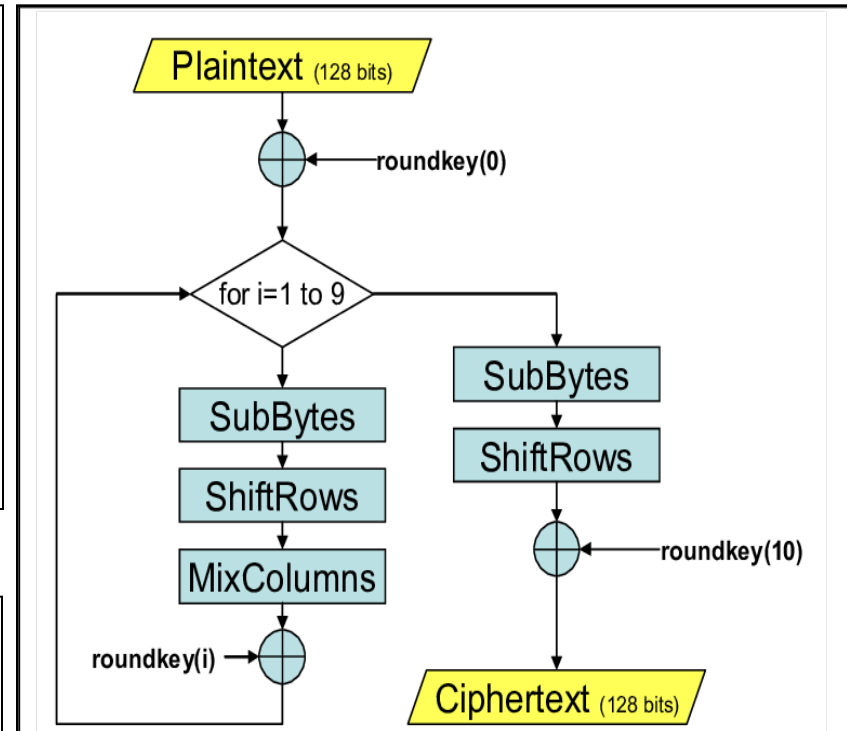 Plaintext (128 bits)
roundkey(0)
for i=1 to 9
SubBytes
ShiftRows
MixColumns
roundkey(i)
SubBytes
ShiftRows
roundkey(10)
Ciphertext (128 bits)